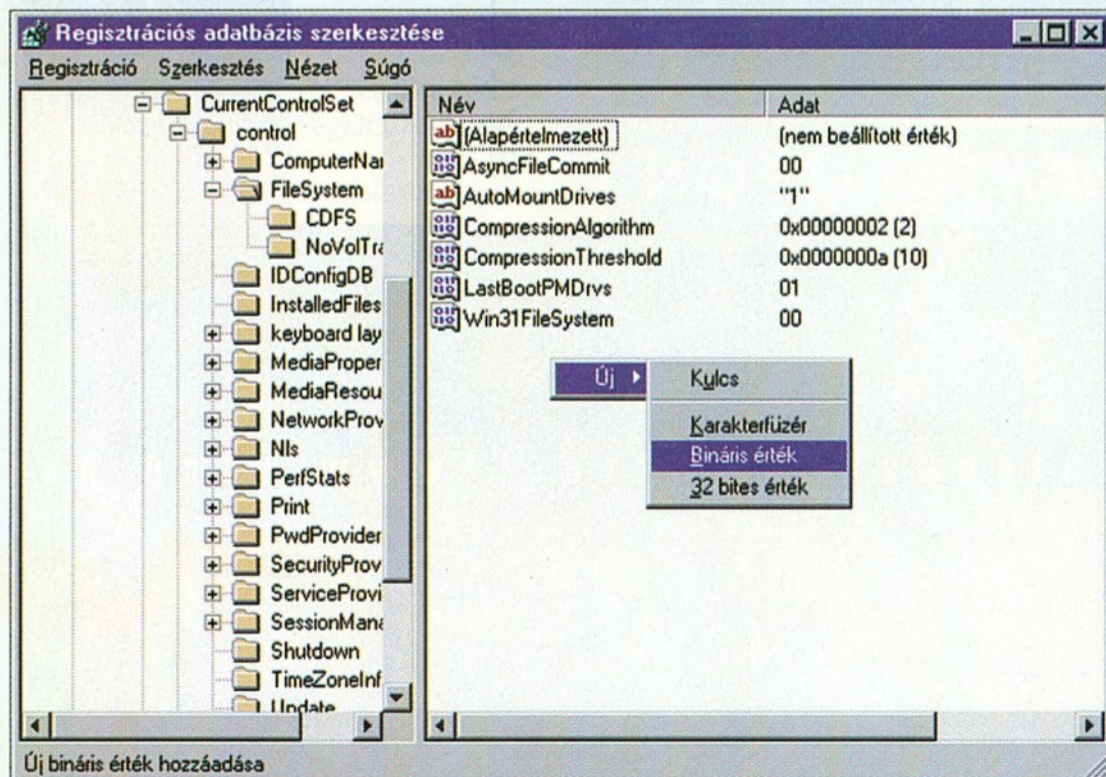 Regisztrációs adatbázis szerkesztése
Regisztráció Szerkesztés Nézet Súgó
CurrentControlSet
control
ComputerNa
FileSystem
CDFS
NoVolTra
IDConfigDB
InstalledFiles
keyboard lay
MediaProper
MediaResou
NetworkProv
Nls
PerfStats
Print
PwdProvider
SecurityProv
ServiceProvi
SessionMana
Shutdown
TimeZoneInf
Update
Név Adat
(Alapértelmezett) (nem beállított érték)
AsyncFileCommit 00
AutoMountDrives "1"
CompressionAlgorithm 0x00000002 (2)
CompressionThreshold 0x0000000a (10)
LastBootPMDrvs 01
Win31FileSystem 00
Új
Kulcs
Karakterfüzér
Bináris érték
32 bites érték
Új bináris érték hozzáadása